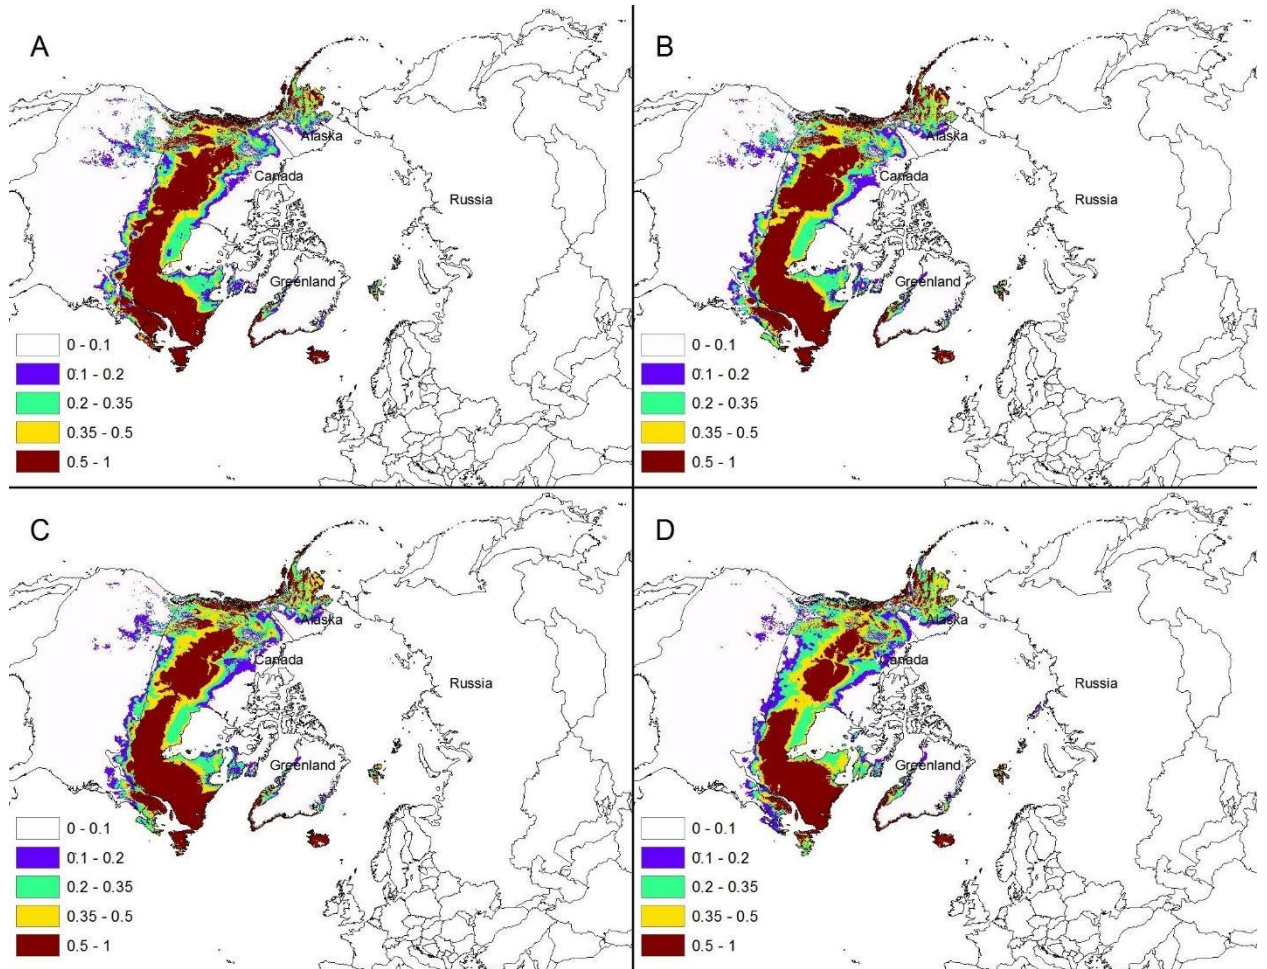 A
Alaska
Canada
Russia
Greenland
0 - 0.1
0.1 - 0.2
0.2 - 0.35
0.35 - 0.5
0.5 - 1
B
Alaska
Canada
Russia
Greenland
0 - 0.1
0.1 - 0.2
0.2 - 0.35
0.35 - 0.5
0.5 - 1
C
Alaska
Canada
Russia
Greenland
0 - 0.1
0.1 - 0.2
0.2 - 0.35
0.35 - 0.5
0.5 - 1
D
Alaska
Canada
Russia
Greenland
0 - 0.1
0.1 - 0.2
0.2 - 0.35
0.35 - 0.5
0.5 - 1